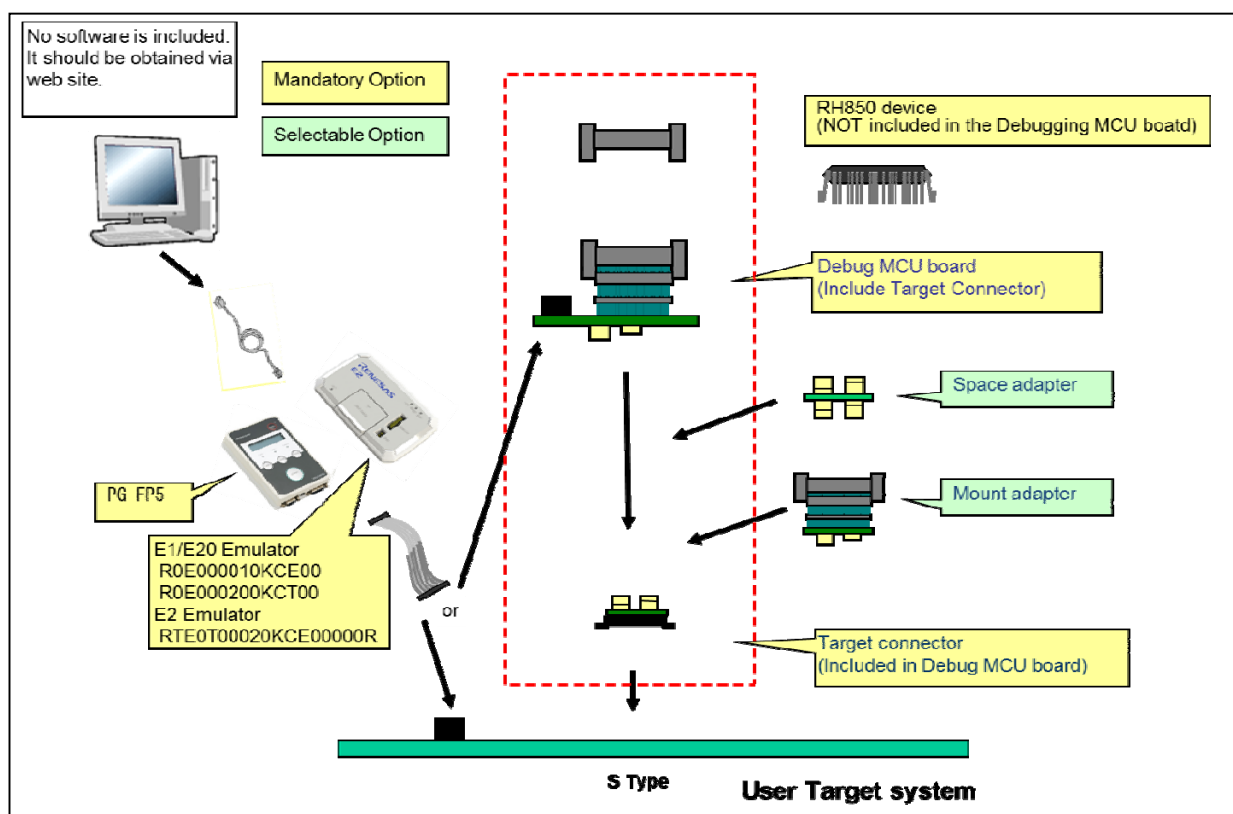 No software is included.
It should be obtained via
web site.
Mandatory Option
Selectable Option
RH850 device
(NOT included in the Debugging MCU boatd)
Debug MCU board
(Include Target Connector)
RENESAS
E2
Space adapter
Mount adapter
PG FP5
E1/E20 Emulator
R0E000010KCE00
R0E000200KCT00
E2 Emulator
RTE0T00020KCE00000R
or
Target connector
(Included in Debug MCU board)
S Type
User Target system